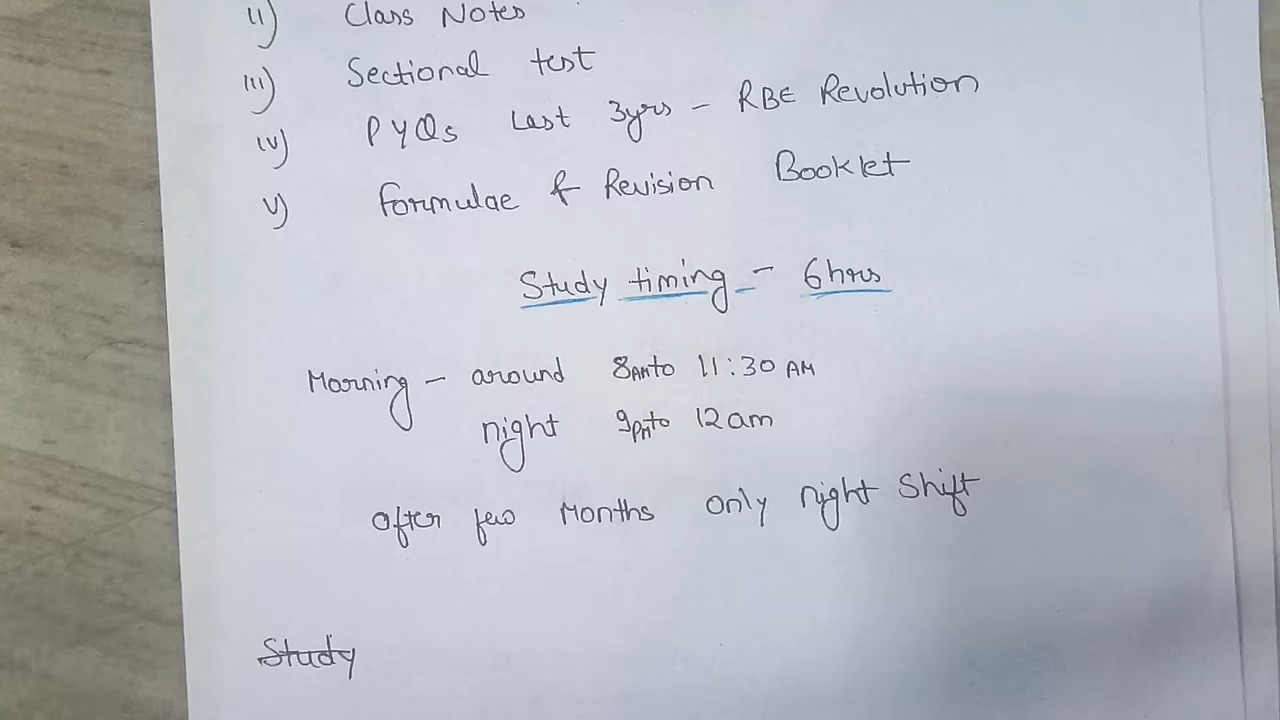 II) Class Notes
III) Sectional test
IV) PYQs Last 3yrs - RBE Revolution
V) Formulae & Revision Booklet
Study timing - 6hrs
Morning - around 8AM to 11:30 AM
night 9PM to 12am
after few Months only night Shift
Study